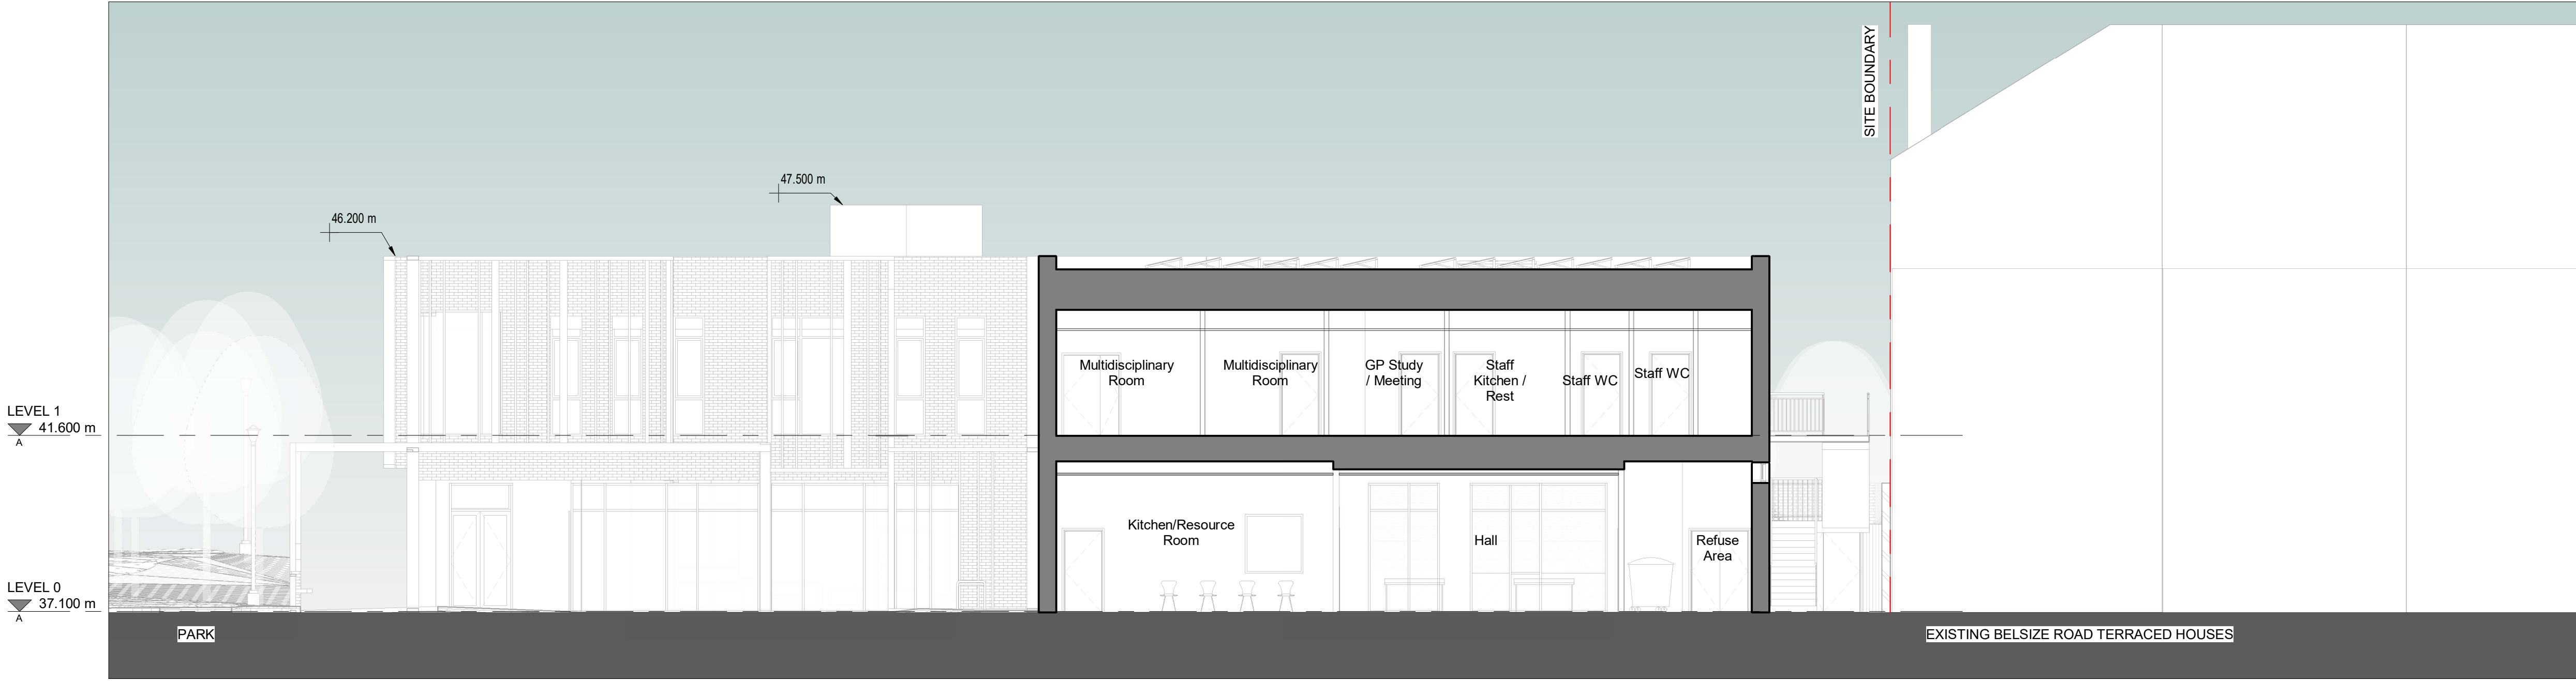 SITE BOUNDARY
47.500 m
46.200 m
Multidisciplinary
Room
Multidisciplinary
Room
GP Study
/ Meeting
Staff
Kitchen /
Rest
Staff WC
Staff WC
LEVEL 1
41.600 m
A
Kitchen/Resource
Room
Hall
Refuse
Area
LEVEL 0
37.100 m
A
PARK
EXISTING BELSIZE ROAD TERRACED HOUSES